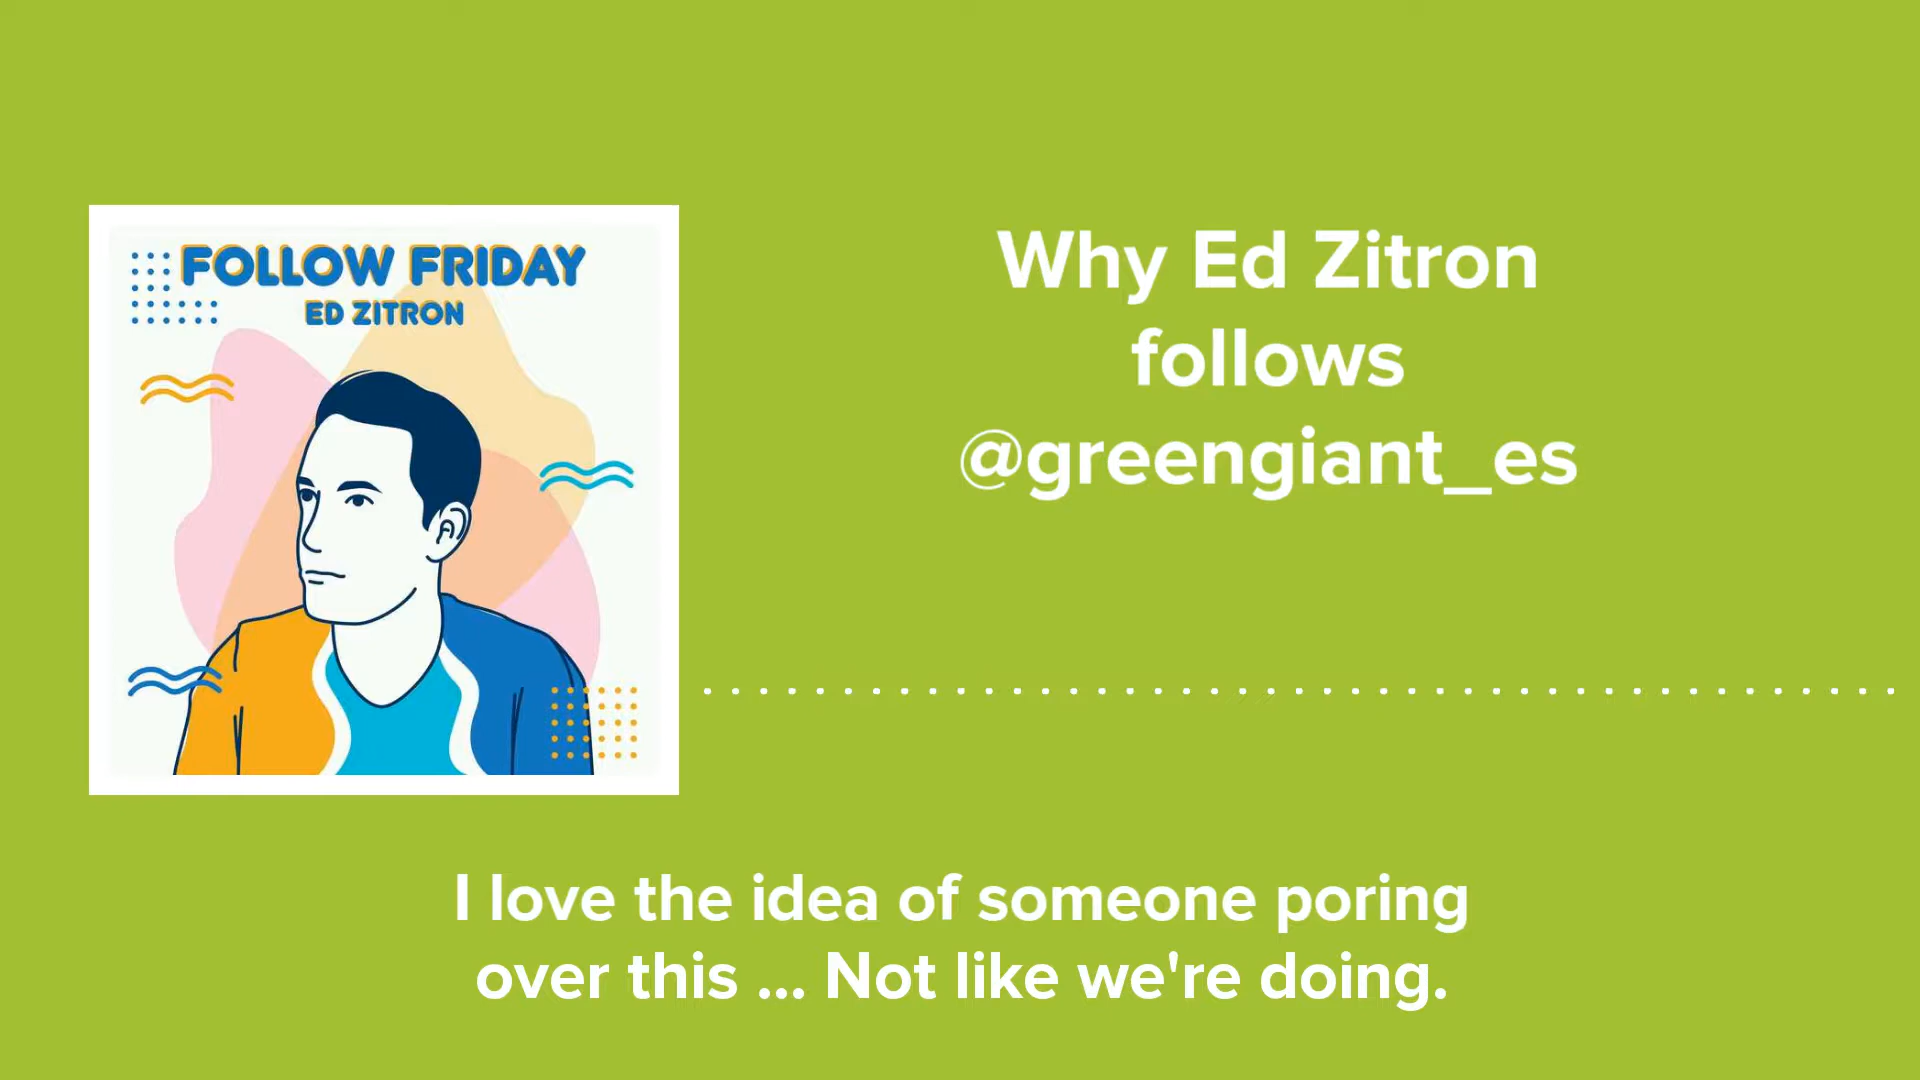 FOLLOW FRIDAY
ED ZITRON
Why Ed Zitron
follows
@greengiant_es
I love the idea of someone poring
over this ... Not like we're doing.